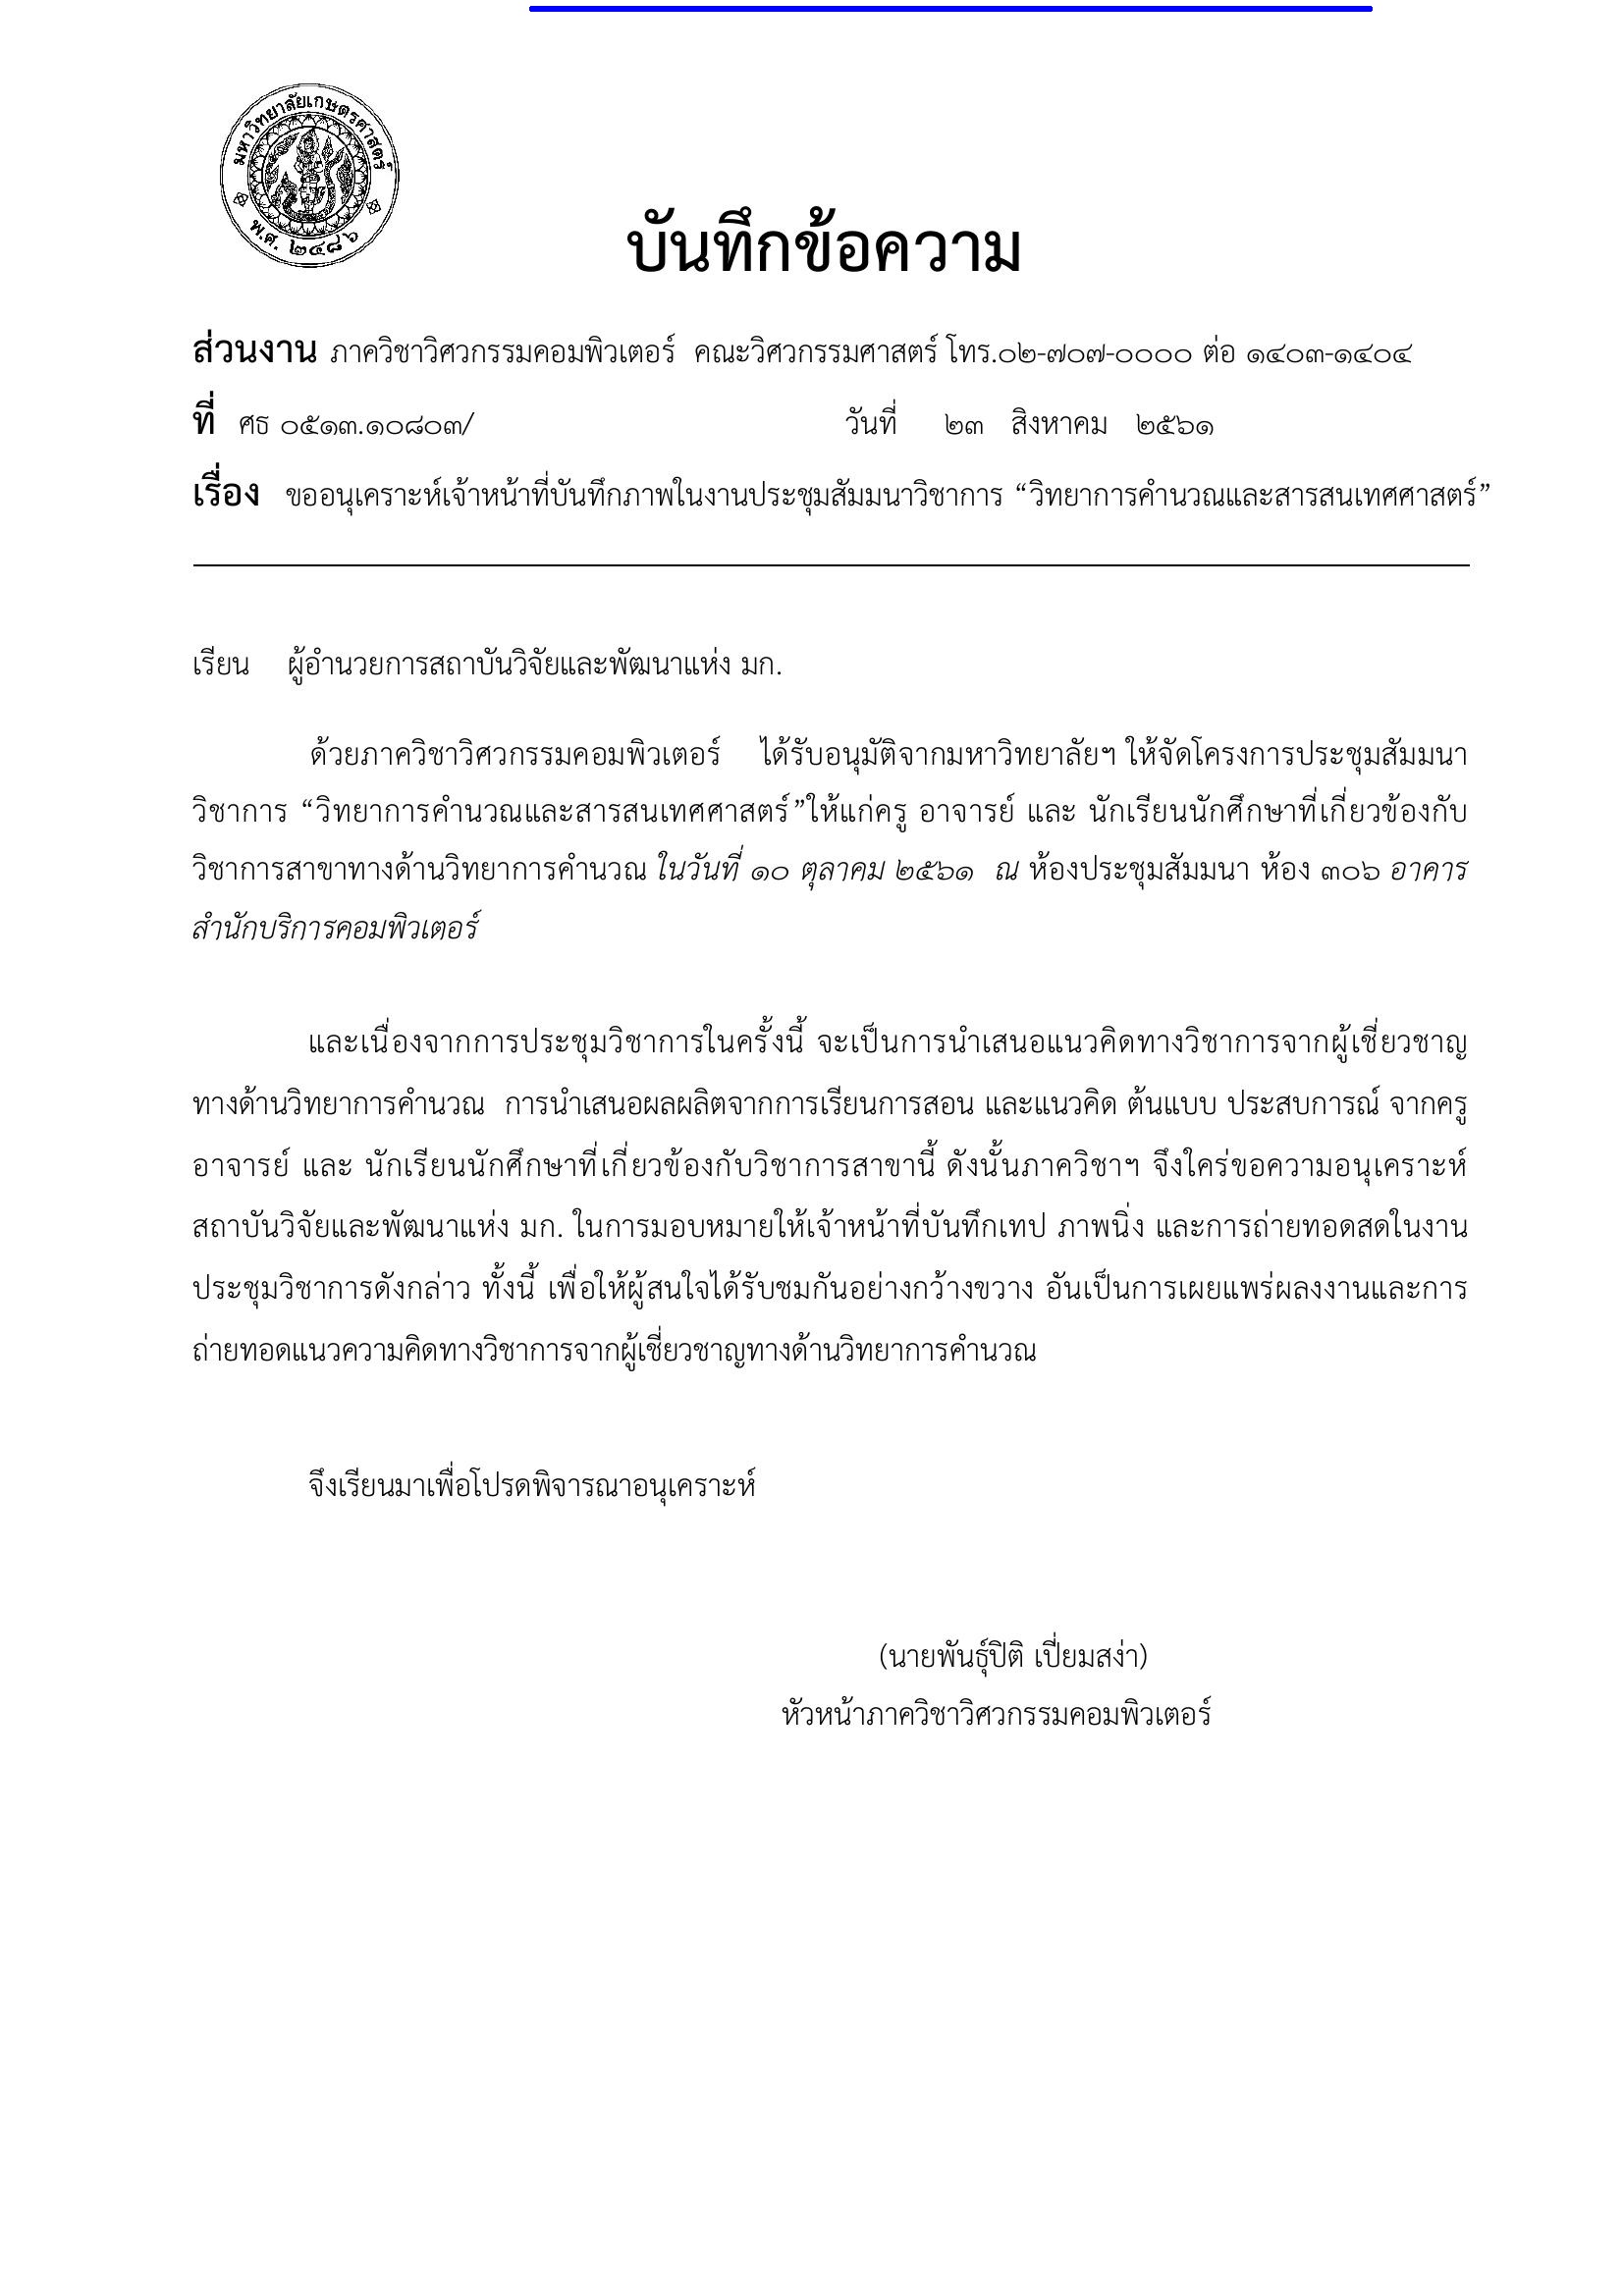 มหาวิทยาลัยเกษตรศาสตร์
พ.ศ. ๒๔๘๖
บันทึกข้อความ
ส่วนงาน ภาควิชาวิศวกรรมคอมพิวเตอร์ คณะวิศวกรรมศาสตร์ โทร.๐๒-๗๐๗-๐๐๐๐ ต่อ ๑๔๐๓-๑๔๐๔
ที่ ศธ ๐๕๑๓.๑๐๘๐๓/ วันที่ ๒๓ สิงหาคม ๒๕๖๑
เรื่อง ขออนุเคราะห์เจ้าหน้าที่บันทึกภาพในงานประชุมสัมมนาวิชาการ “วิทยาการคำนวณและสารสนเทศศาสตร์”
เรียน ผู้อำนวยการสถาบันวิจัยและพัฒนาแห่ง มก.
ด้วยภาควิชาวิศวกรรมคอมพิวเตอร์ ได้รับอนุมัติจากมหาวิทยาลัยฯ ให้จัดโครงการประชุมสัมมนา
วิชาการ “วิทยาการคำนวณและสารสนเทศศาสตร์”ให้แก่ครู อาจารย์ และ นักเรียนนักศึกษาที่เกี่ยวข้องกับ
วิชาการสาขาทางด้านวิทยาการคำนวณ ในวันที่ ๑๐ ตุลาคม ๒๕๖๑ ณ ห้องประชุมสัมมนา ห้อง ๓๐๖ อาคาร
สำนักบริการคอมพิวเตอร์
และเนื่องจากการประชุมวิชาการในครั้งนี้ จะเป็นการนำเสนอแนวคิดทางวิชาการจากผู้เชี่ยวชาญ
ทางด้านวิทยาการคำนวณ การนำเสนอผลผลิตจากการเรียนการสอน และแนวคิด ต้นแบบ ประสบการณ์ จากครู
อาจารย์ และ นักเรียนนักศึกษาที่เกี่ยวข้องกับวิชาการสาขานี้ ดังนั้นภาควิชาฯ จึงใคร่ขอความอนุเคราะห์
สถาบันวิจัยและพัฒนาแห่ง มก. ในการมอบหมายให้เจ้าหน้าที่บันทึกเทป ภาพนิ่ง และการถ่ายทอดสดในงาน
ประชุมวิชาการดังกล่าว ทั้งนี้ เพื่อให้ผู้สนใจได้รับชมกันอย่างกว้างขวาง อันเป็นการเผยแพร่ผลงานและการ
ถ่ายทอดแนวความคิดทางวิชาการจากผู้เชี่ยวชาญทางด้านวิทยาการคำนวณ
จึงเรียนมาเพื่อโปรดพิจารณาอนุเคราะห์
(นายพันธุ์ปิติ เปี่ยมสง่า)
หัวหน้าภาควิชาวิศวกรรมคอมพิวเตอร์